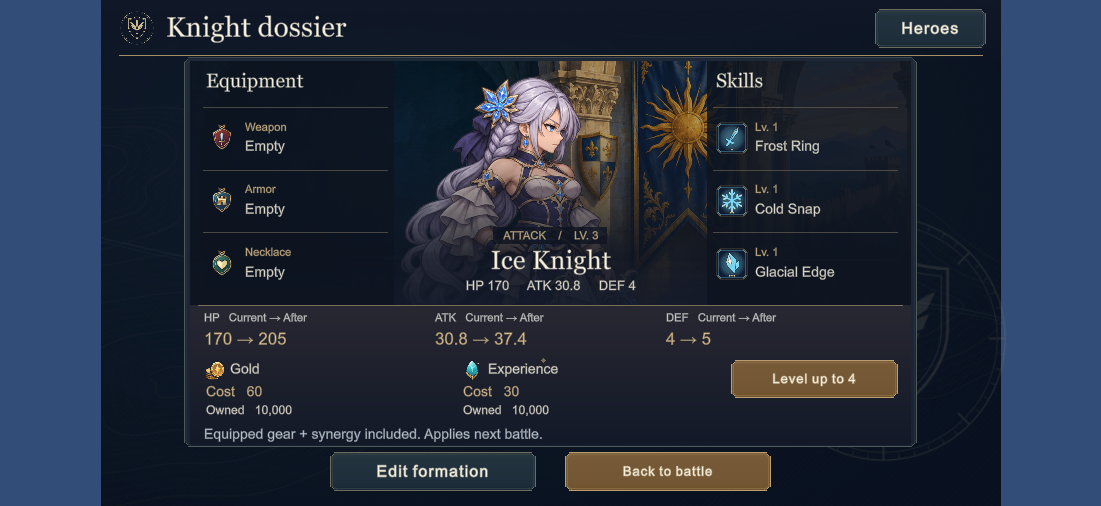 Knight dossier
Heroes
Equipment
Weapon
Empty
Armor
Empty
Necklace
Empty
ATTACK / LV. 3
Ice Knight
HP 170 ATK 30.8 DEF 4
Skills
Lv. 1
Frost Ring
Lv. 1
Cold Snap
Lv. 1
Glacial Edge
HP Current → After
170 → 205
ATK Current → After
30.8 → 37.4
DEF Current → After
4 → 5
Gold
Cost 60
Owned 10,000
Experience
Cost 30
Owned 10,000
Level up to 4
Equipped gear + synergy included. Applies next battle.
Edit formation
Back to battle